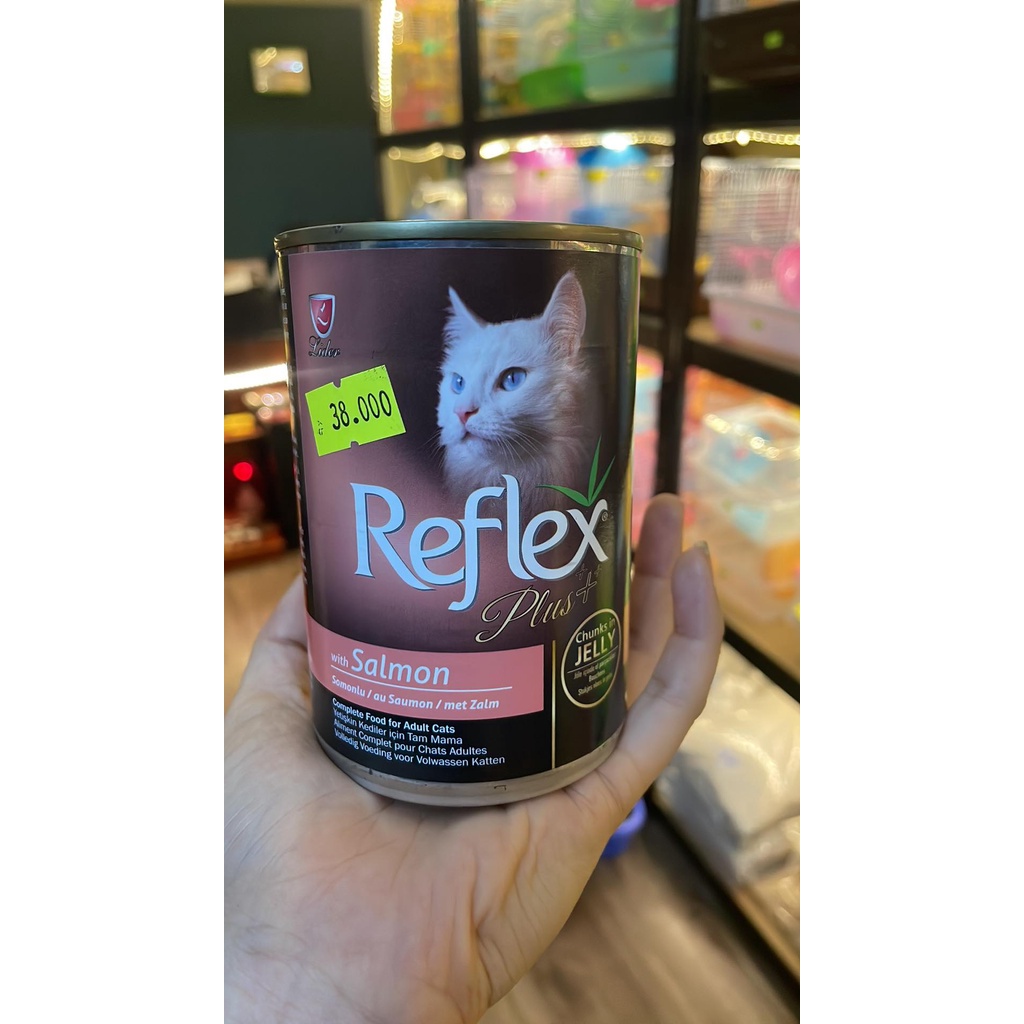 Lider
38.000
Reflex
Plus+
with Salmon
Somonlu / au Saumon / met Zalm
Complete Food for Adult Cats
Yetişkin Kediler için Tam Mama
Aliment Complet pour Chats Adultes
Volledig Voeding voor Volwassen Katten
Chunks in
JELLY